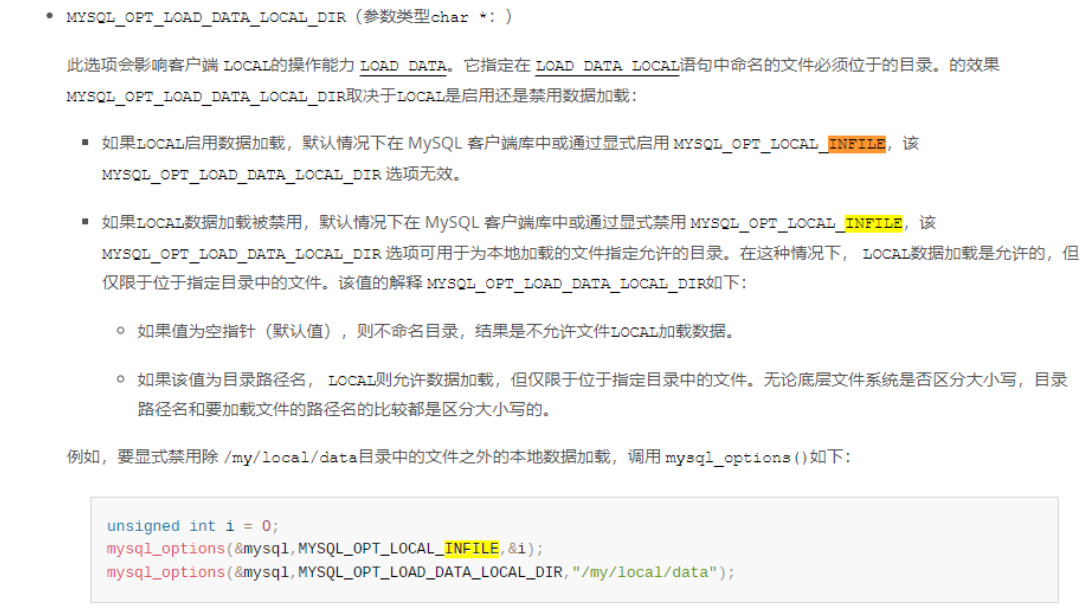 MYSQL_OPT_LOAD_DATA_LOCAL_DIR（参数类型char *：）
此选项会影响客户端 LOCAL的操作能力 LOAD DATA。它指定在 LOAD DATA LOCAL语句中命名的文件必须位于的目录。的效果
MYSQL_OPT_LOAD_DATA_LOCAL_DIR取决于LOCAL是启用还是禁用数据加载：
如果LOCAL启用数据加载，默认情况下在 MySQL 客户端库中或通过显式启用 MYSQL_OPT_LOCAL_INFILE，该
MYSQL_OPT_LOAD_DATA_LOCAL_DIR 选项无效。
如果LOCAL数据加载被禁用，默认情况下在 MySQL 客户端库中或通过显式禁用 MYSQL_OPT_LOCAL_INFILE，该
MYSQL_OPT_LOAD_DATA_LOCAL_DIR 选项可用于为本地加载的文件指定允许的目录。在这种情况下， LOCAL数据加载是允许的，但
仅限于位于指定目录中的文件。该值的解释 MYSQL_OPT_LOAD_DATA_LOCAL_DIR如下：
如果值为空指针（默认值），则不命名目录，结果是不允许文件LOCAL加载数据。
如果该值为目录路径名， LOCAL则允许数据加载，但仅限于位于指定目录中的文件。无论底层文件系统是否区分大小写，目录
路径名和要加载文件的路径名的比较都是区分大小写的。
例如，要显式禁用除 /my/local/data目录中的文件之外的本地数据加载，调用 mysql_options()如下：
unsigned int i = 0;
mysql_options(&mysql,MYSQL_OPT_LOCAL_INFILE,&i);
mysql_options(&mysql,MYSQL_OPT_LOAD_DATA_LOCAL_DIR,"/my/local/data");